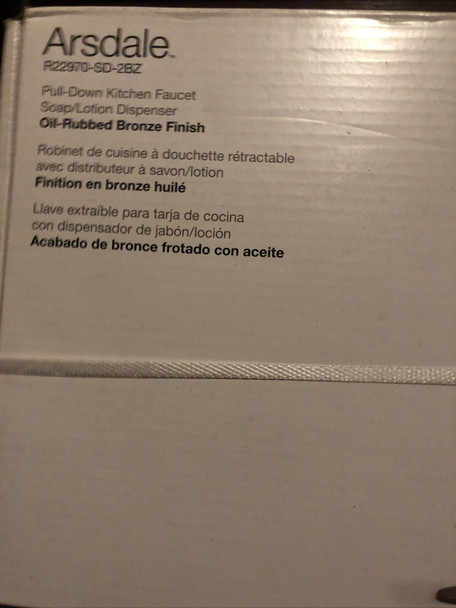 Arsdale™
R22970-SD-2BZ
Pull-Down Kitchen Faucet
Soap/Lotion Dispenser
Oil-Rubbed Bronze Finish
Robinet de cuisine à douchette rétractable
avec distributeur à savon/lotion
Finition en bronze huilé
Llave extraíble para tarja de cocina
con dispensador de jabón/loción
Acabado de bronce frotado con aceite